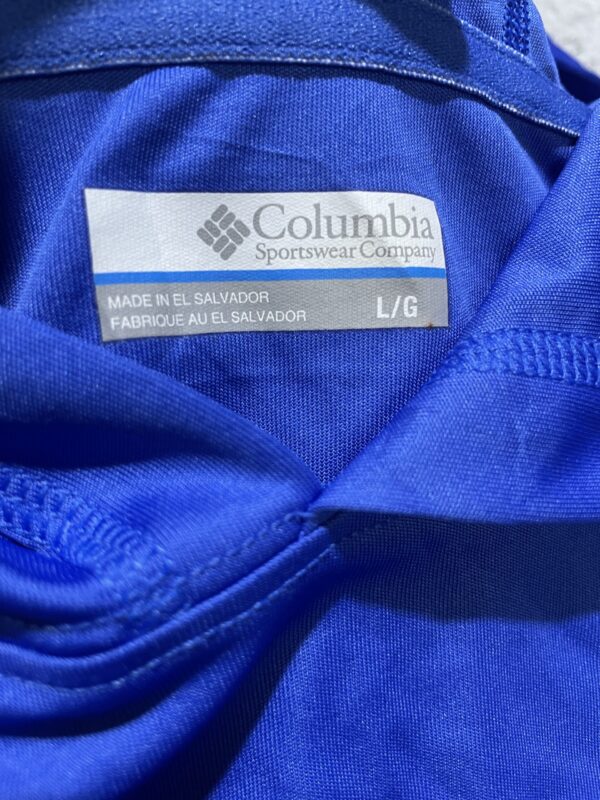 Columbia
Sportswear Company
MADE IN EL SALVADOR
FABRIQUE AU EL SALVADOR
L/G